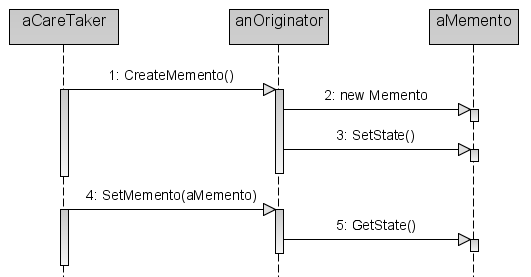 aCareTaker
anOriginator
aMemento
1: CreateMemento()
2: new Memento
3: SetState()
4: SetMemento(aMemento)
5: GetState()